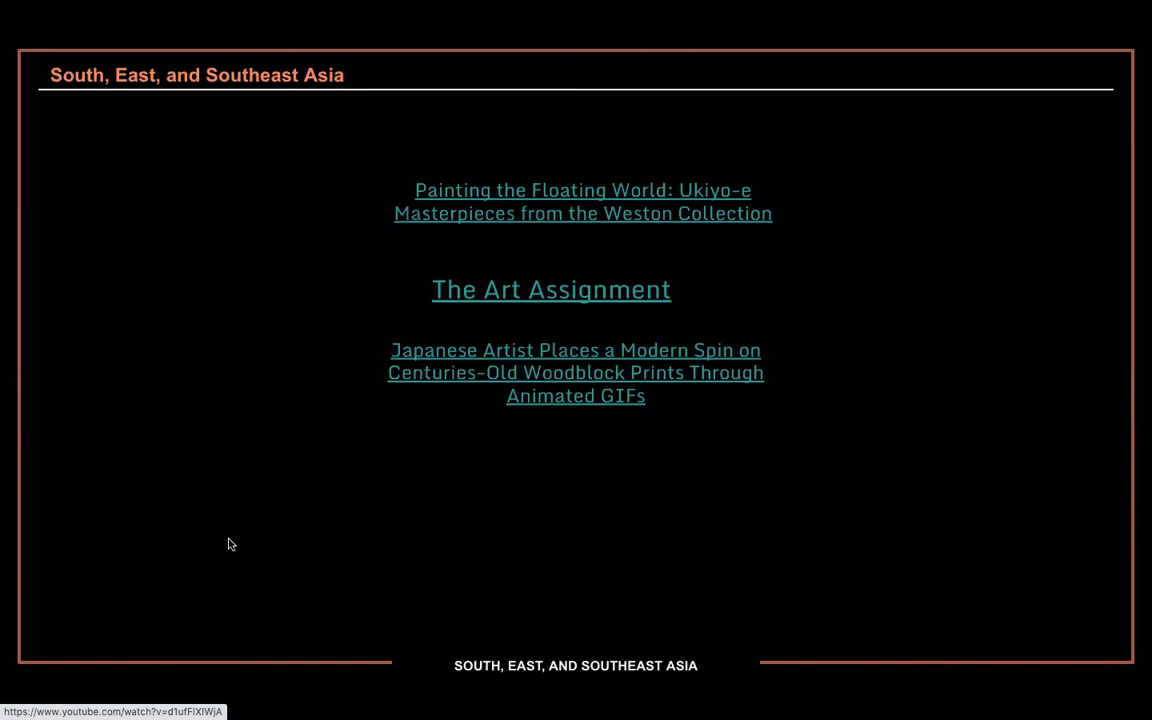 South, East, and Southeast Asia
Painting the Floating World: Ukiyo-e
Masterpieces from the Weston Collection
The Art Assignment
Japanese Artist Places a Modern Spin on
Centuries-Old Woodblock Prints Through
Animated GIFs
SOUTH, EAST, AND SOUTHEAST ASIA
https://www.youtube.com/watch?v=d1ufFlXIWjA